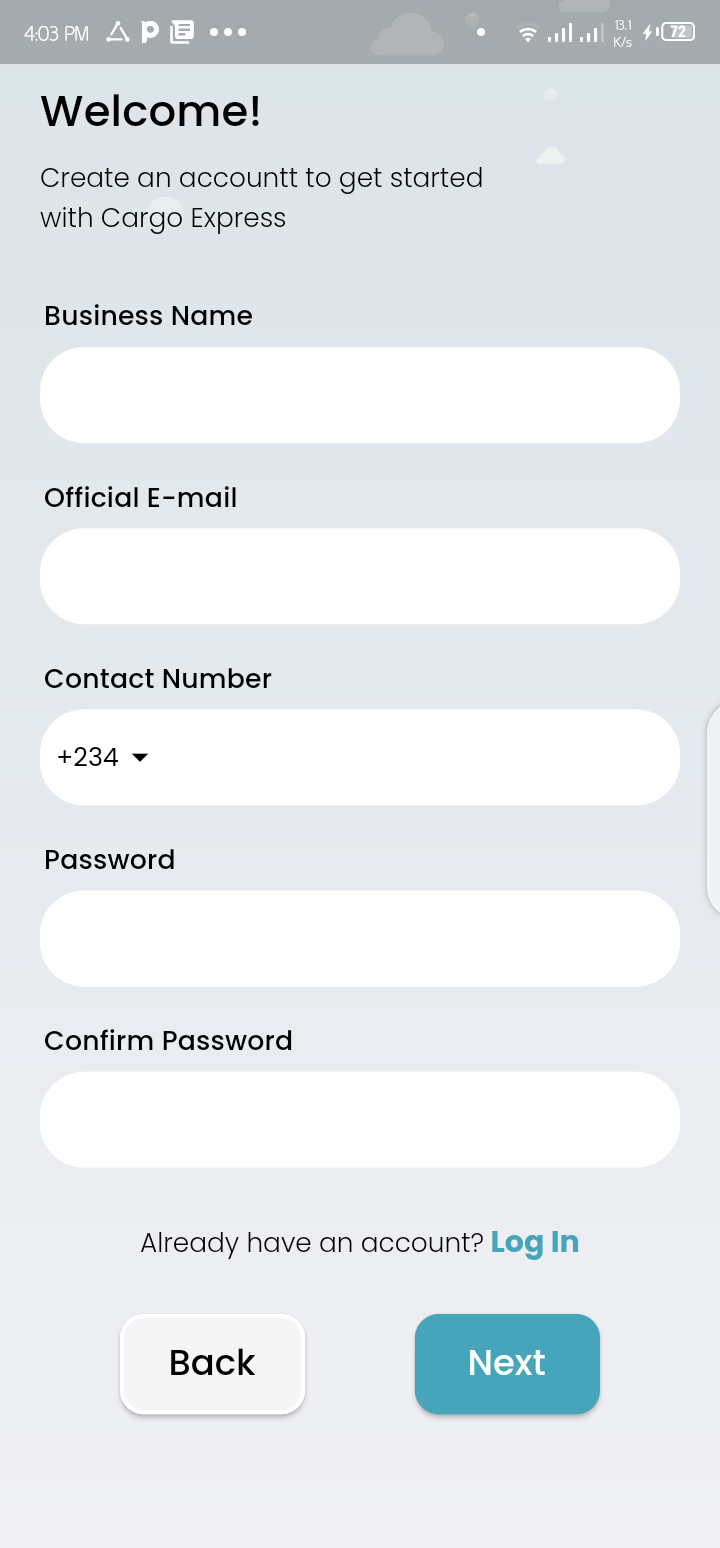 4:03 PM
13.1
K/s
72
Welcome!
Create an accountt to get started
with Cargo Express
Business Name
Official E-mail
Contact Number
+234
Password
Confirm Password
Already have an account? Log In
Back
Next